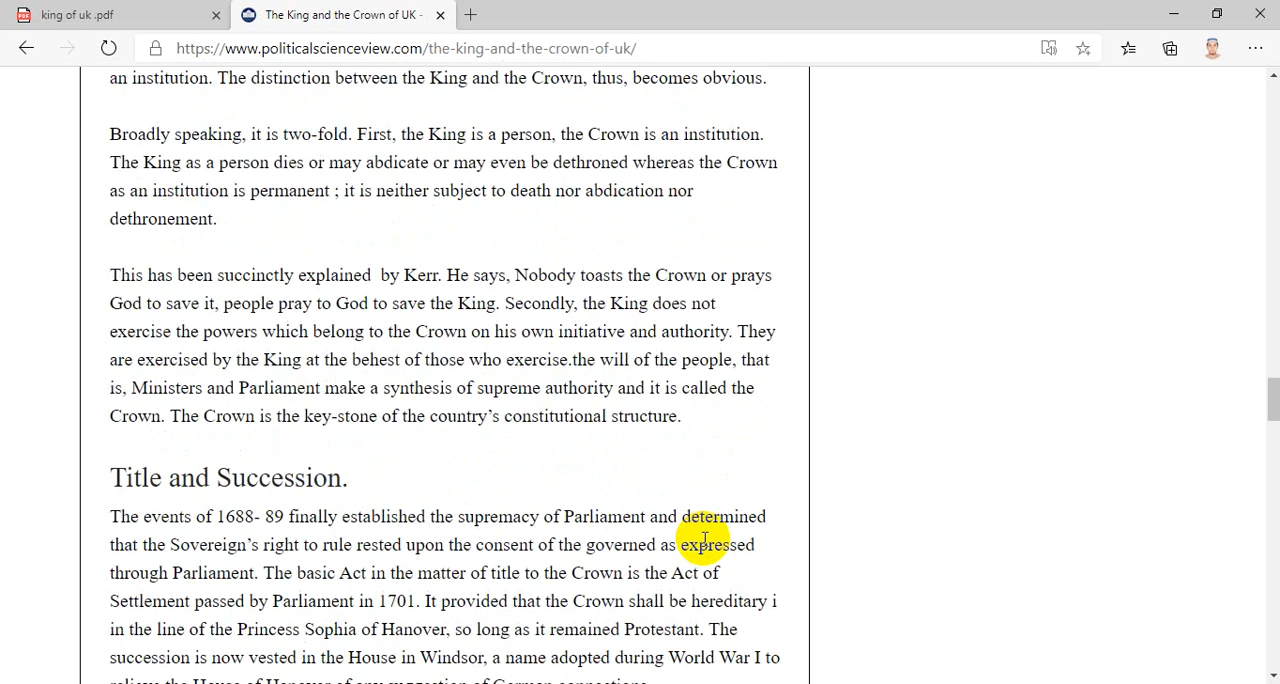 king of uk .pdf
The King and the Crown of UK -
https://www.politicalscienceview.com/the-king-and-the-crown-of-uk/
an institution. The distinction between the King and the Crown, thus, becomes obvious.
Broadly speaking, it is two-fold. First, the King is a person, the Crown is an institution.
The King as a person dies or may abdicate or may even be dethroned whereas the Crown
as an institution is permanent ; it is neither subject to death nor abdication nor
dethronement.
This has been succinctly explained  by Kerr. He says, Nobody toasts the Crown or prays
God to save it, people pray to God to save the King. Secondly, the King does not
exercise the powers which belong to the Crown on his own initiative and authority. They
are exercised by the King at the behest of those who exercise.the will of the people, that
is, Ministers and Parliament make a synthesis of supreme authority and it is called the
Crown. The Crown is the key-stone of the country’s constitutional structure.
Title and Succession.
The events of 1688- 89 finally established the supremacy of Parliament and determined
that the Sovereign’s right to rule rested upon the consent of the governed as expressed
through Parliament. The basic Act in the matter of title to the Crown is the Act of
Settlement passed by Parliament in 1701. It provided that the Crown shall be hereditary i
in the line of the Princess Sophia of Hanover, so long as it remained Protestant. The
succession is now vested in the House in Windsor, a name adopted during World War I to
relieve the House of Hanover of any suggestion of German connections.